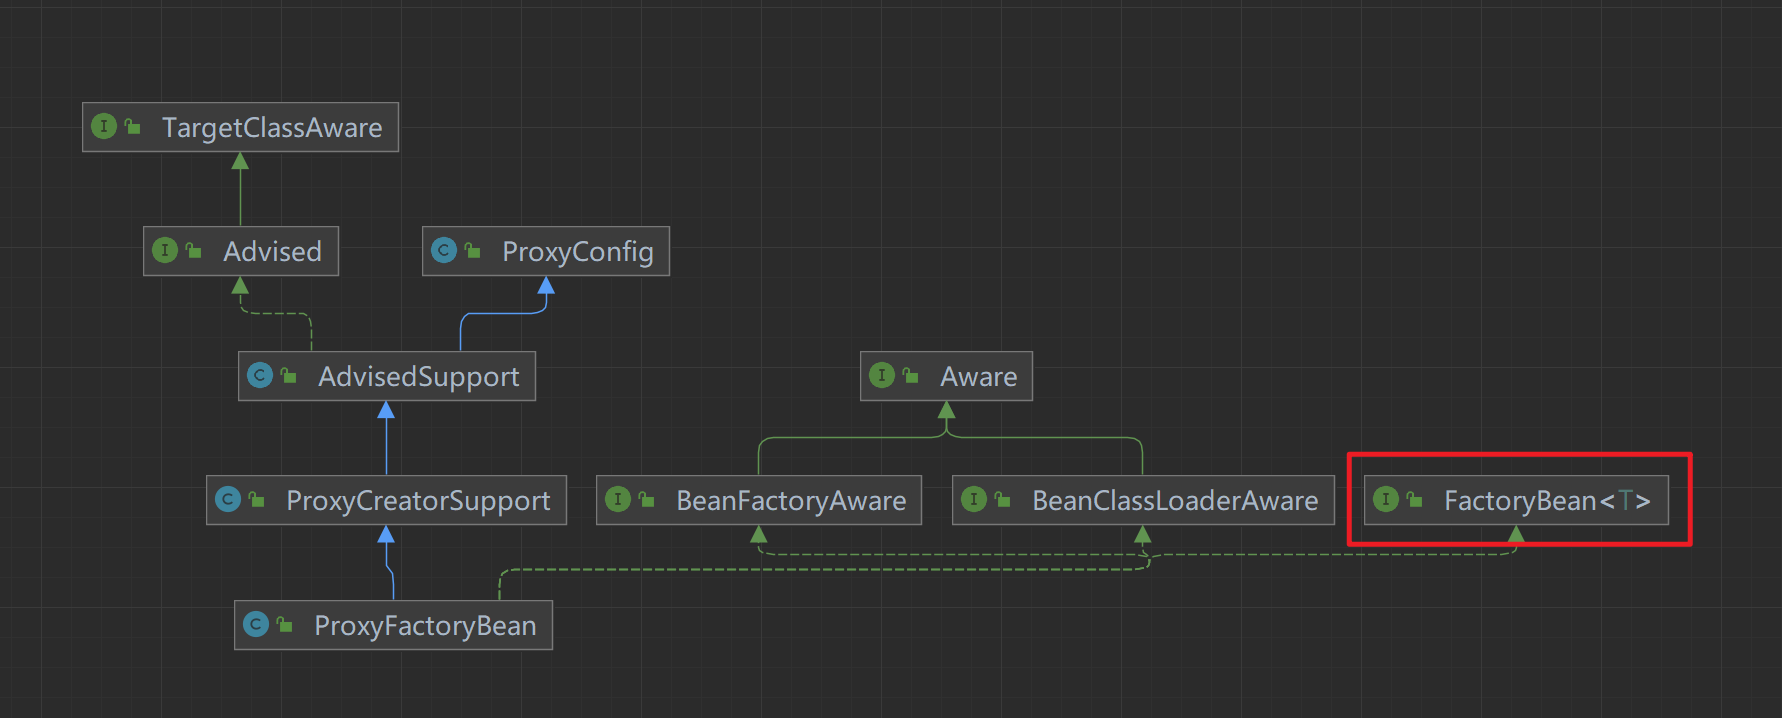 TargetClassAware
Advised
ProxyConfig
AdvisedSupport
Aware
ProxyCreatorSupport
BeanFactoryAware
BeanClassLoaderAware
FactoryBean<T>
ProxyFactoryBean